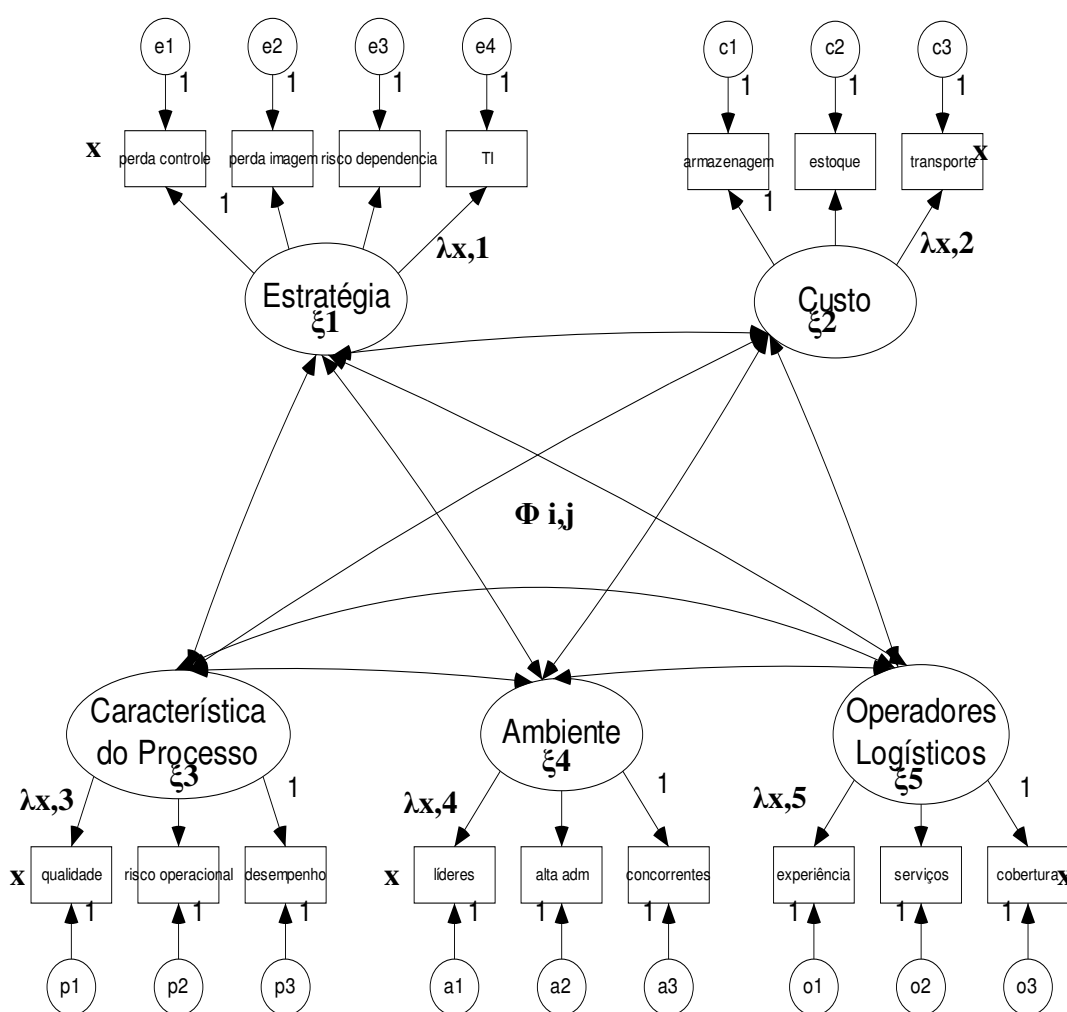 e1 e2 e3 e4 c1 c2 c3
1 1 1 1 1 1 1
x perda controle perda imagem risco dependencia TI armazenagem estoque transporte x
1 1
λx,1 λx,2
Estratégia Custo
ξ1 ξ2
Φ i,j
Característica
do Processo
ξ3
Ambiente
ξ4
Operadores
Logísticos
ξ5
λx,3 1 λx,4 1 λx,5 1
x qualidade risco operacional desempenho x líderes alta adm concorrentes experiência serviços cobertura x
1 1 1 1 1 1 1 1 1
p1 p2 p3 a1 a2 a3 o1 o2 o3